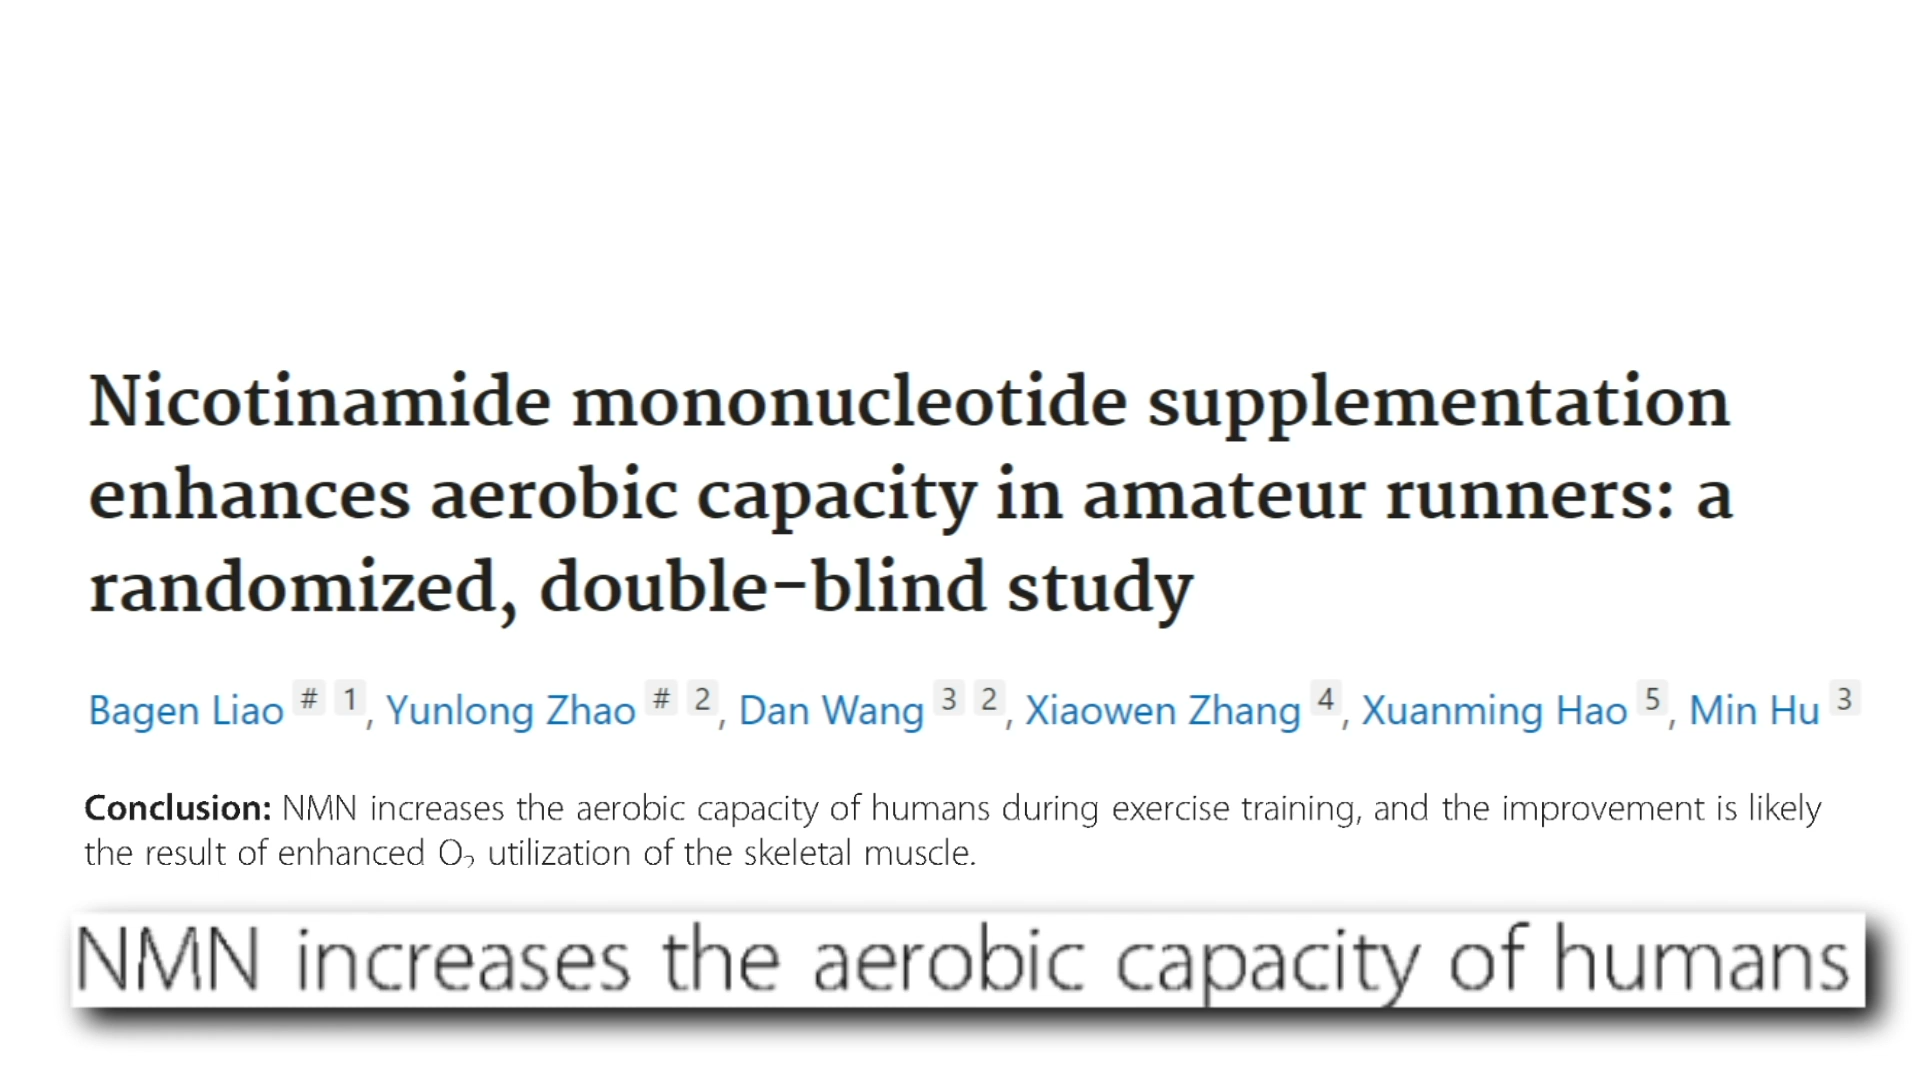 Nicotinamide mononucleotide supplementation
enhances aerobic capacity in amateur runners: a
randomized, double-blind study
Bagen Liao # 1, Yunlong Zhao # 2, Dan Wang 3 2, Xiaowen Zhang 4, Xuanming Hao 5, Min Hu 3
Conclusion: NMN increases the aerobic capacity of humans during exercise training, and the improvement is likely
the result of enhanced O₂ utilization of the skeletal muscle.
NMN increases the aerobic capacity of humans